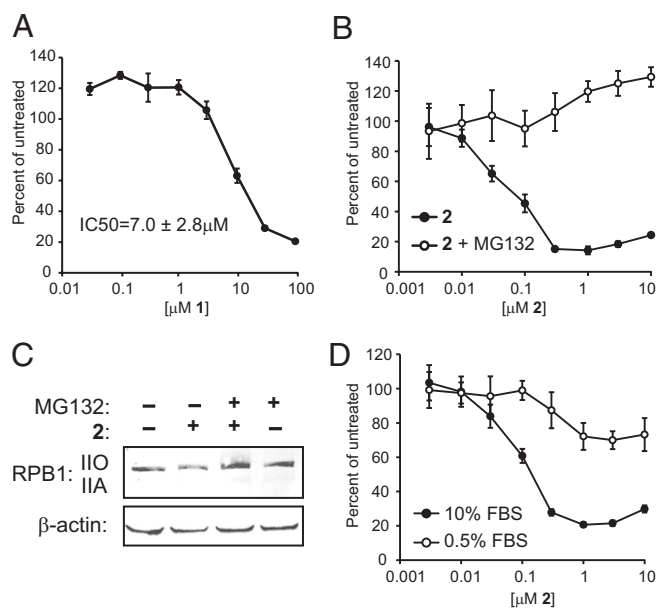 A
140
120
100
80
60
40
20
0
Percent of untreated
IC50=7.0 ± 2.8μM
0.01 0.1 1 10 100
[μM 1]
B
140
120
100
80
60
40
20
0
Percent of untreated
2
2 + MG132
0.001 0.01 0.1 1 10
[μM 2]
C
MG132: – – + +
2: – + + –
RPB1: IIO
IIA
β-actin:
D
120
100
80
60
40
20
0
Percent of untreated
10% FBS
0.5% FBS
0.001 0.01 0.1 1 10
[μM 2]